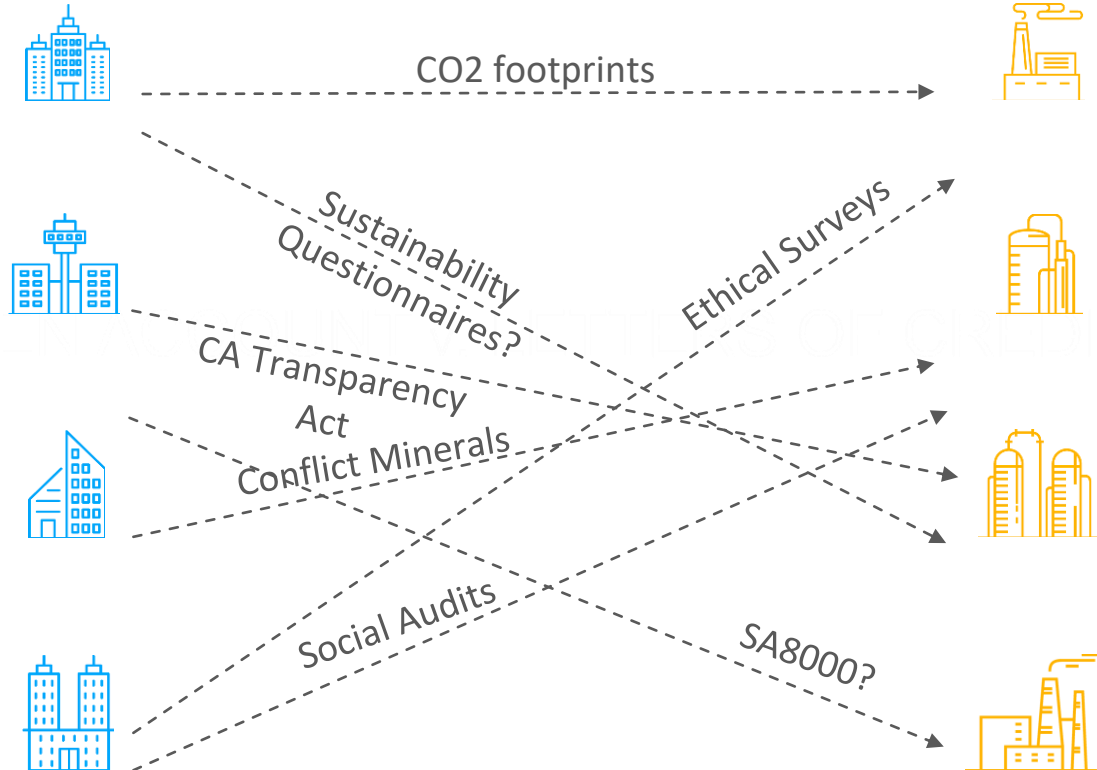 CO2 footprints
Sustainability
Questionnaires?
Ethical Surveys
CA Transparency
Act
Conflict Minerals
Social Audits
SA8000?